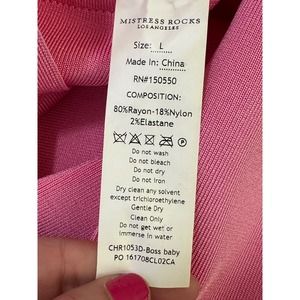 MISTRESS ROCKS
LOS ANGELES
Size: L
Made In: China
RN#150550
COMPOSITION:
80%Rayon-18%Nylon
2%Elastane
Do not wash
Do not bleach
Do not dry
Do not iron
Dry clean any solvent
except trichloroethylene
Gentle Dry
Clean Only
Do not get wet or
immerse in water
CHR1053D-Boss baby
PO 161708CL02CA